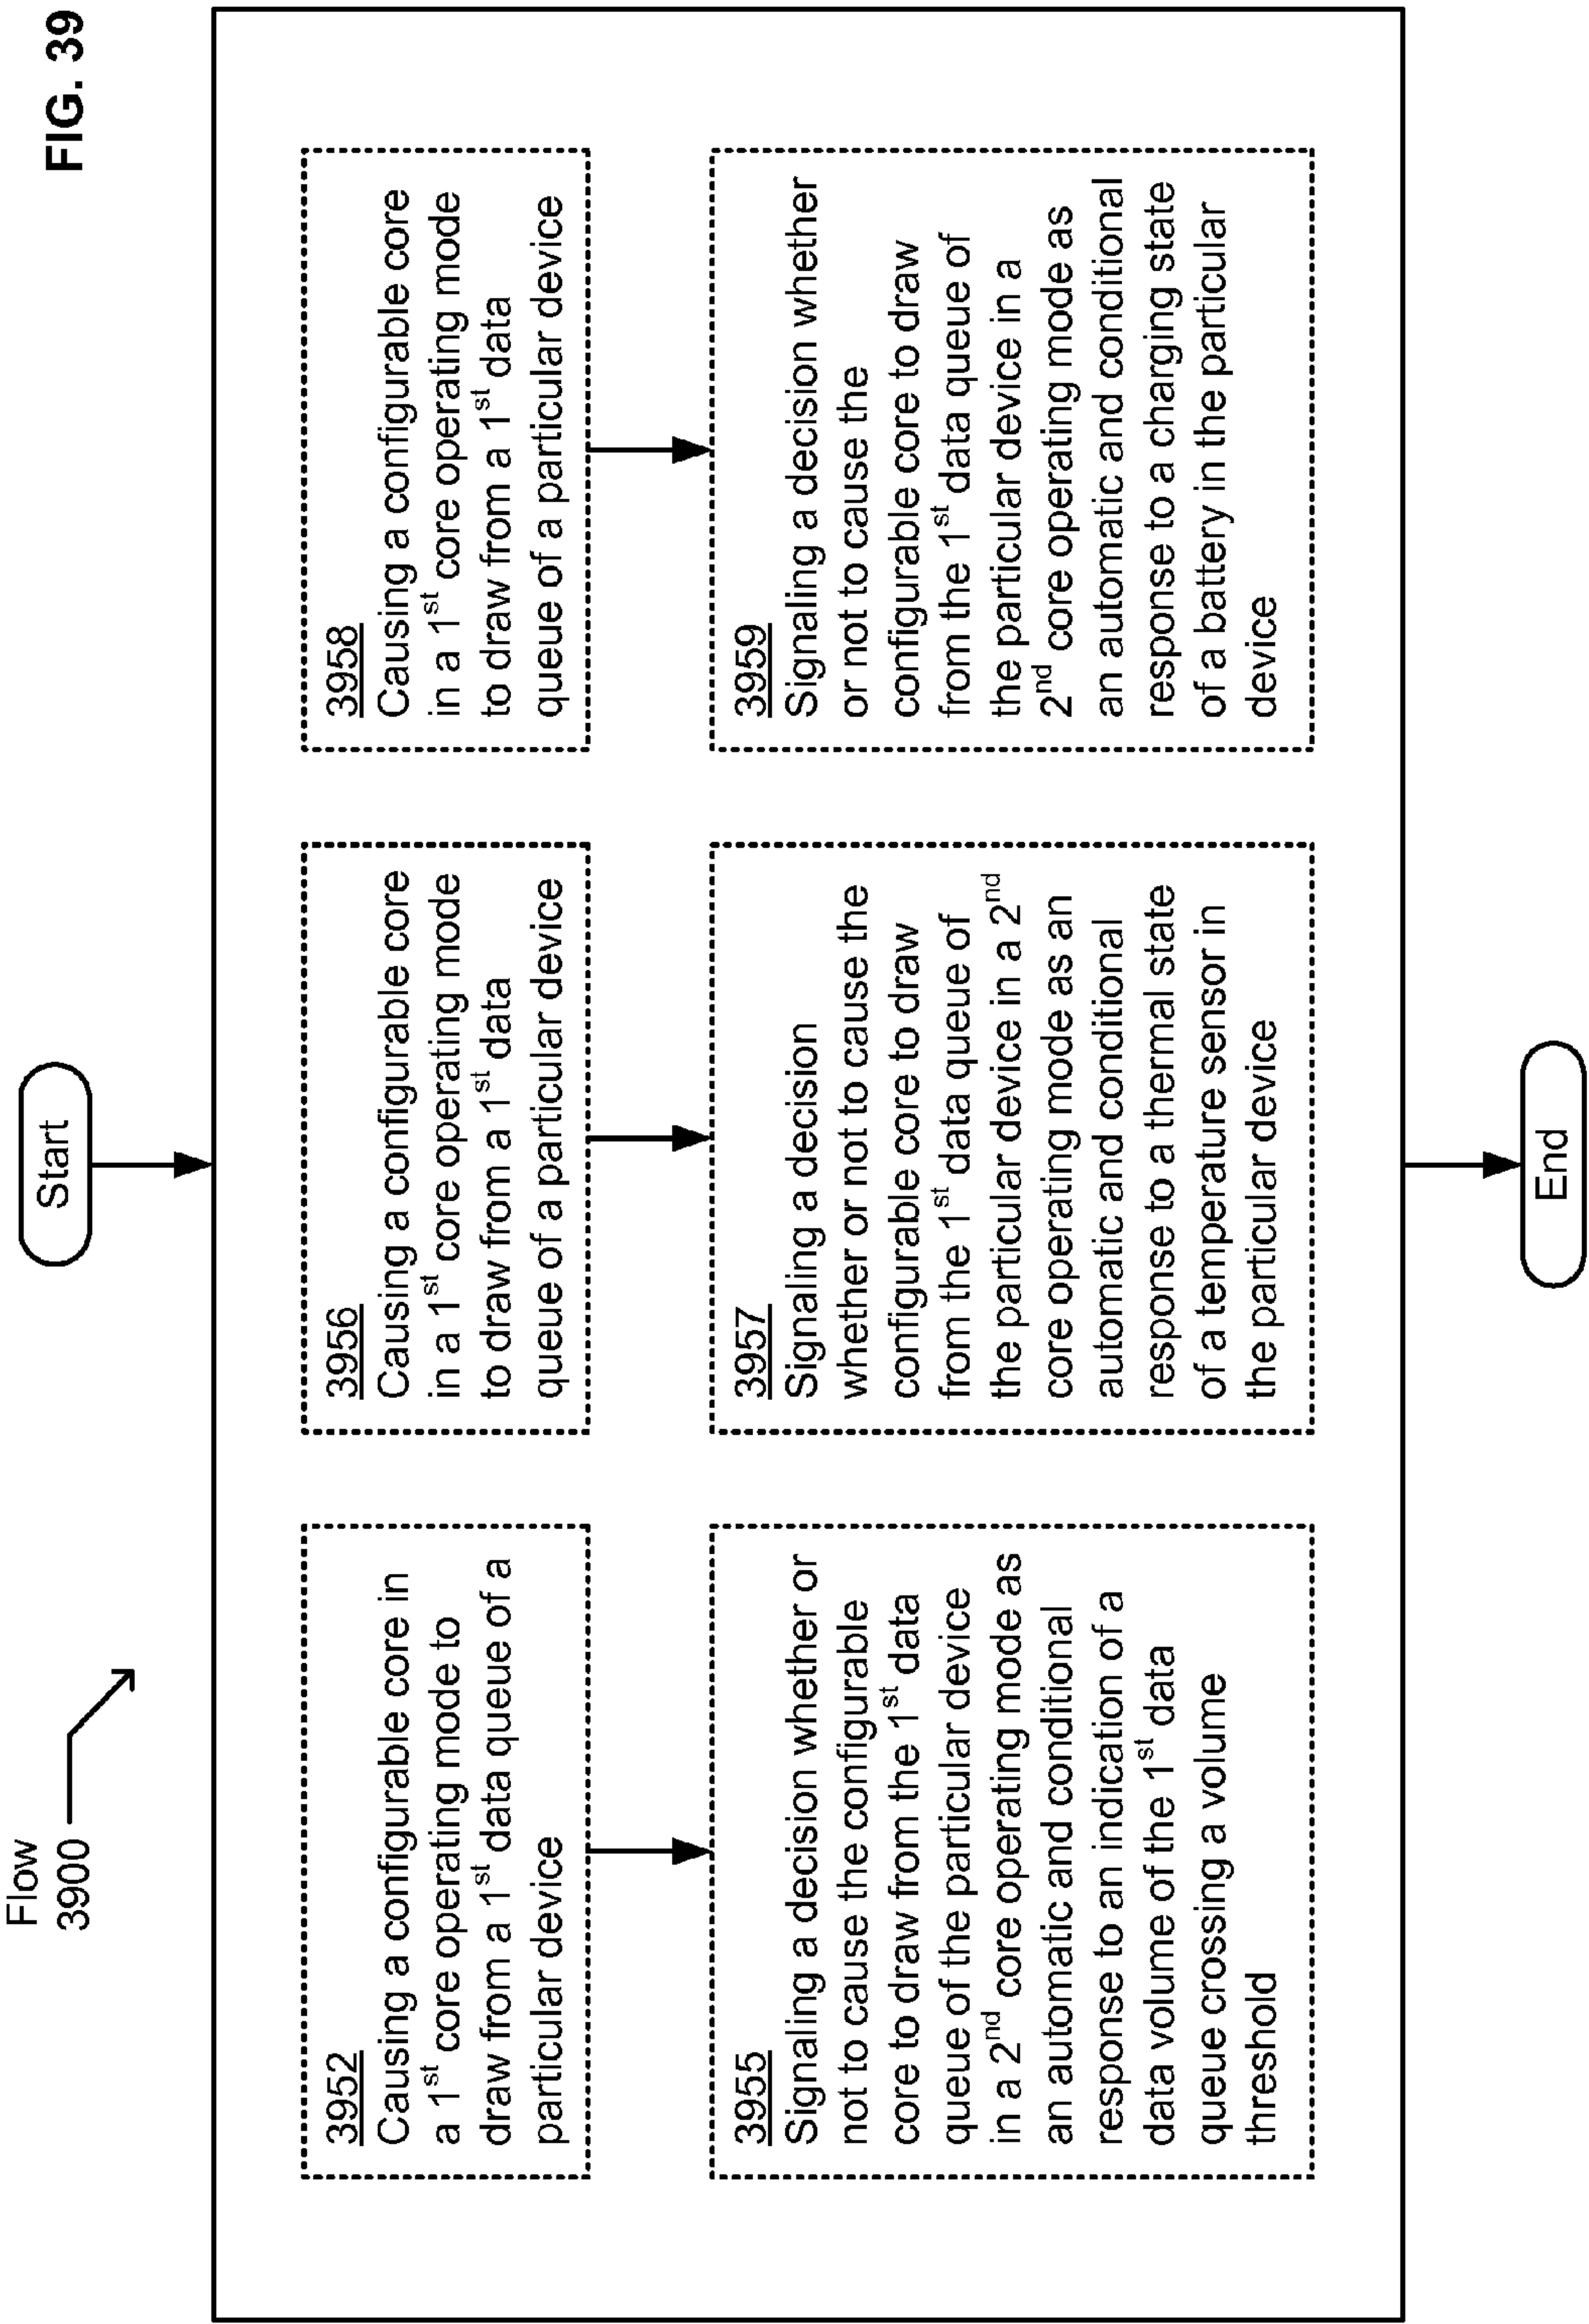 FIG. 39
Flow
3900
Start
3952
Causing a configurable core in
a 1st core operating mode to
draw from a 1st data queue of a
particular device
3955
Signaling a decision whether or
not to cause the configurable
core to draw from the 1st data
queue of the particular device
in a 2nd core operating mode as
an automatic and conditional
response to an indication of a
data volume of the 1st data
queue crossing a volume
threshold
3956
Causing a configurable core
in a 1st core operating mode
to draw from a 1st data
queue of a particular device
3957
Signaling a decision
whether or not to cause the
configurable core to draw
from the 1st data queue of
the particular device in a 2nd
core operating mode as an
automatic and conditional
response to a thermal state
of a temperature sensor in
the particular device
3958
Causing a configurable core
in a 1st core operating mode
to draw from a 1st data
queue of a particular device
3959
Signaling a decision whether
or not to cause the
configurable core to draw
from the 1st data queue of
the particular device in a
2nd core operating mode as
an automatic and conditional
response to a charging state
of a battery in the particular
device
End